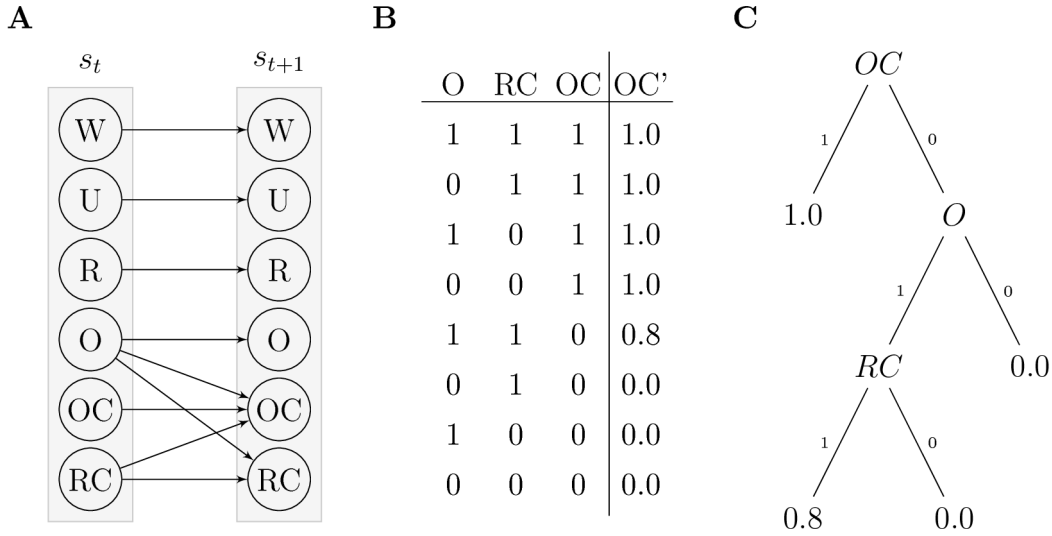 A
s_t s_{t+1}
W W
U U
R R
O O
OC OC
RC RC
B
O RC OC OC'
1 1 1 1.0
0 1 1 1.0
1 0 1 1.0
0 0 1 1.0
1 1 0 0.8
0 1 0 0.0
1 0 0 0.0
0 0 0 0.0
C
OC
1 0
1.0
O
1 0
RC 0.0
1 0
0.8 0.0